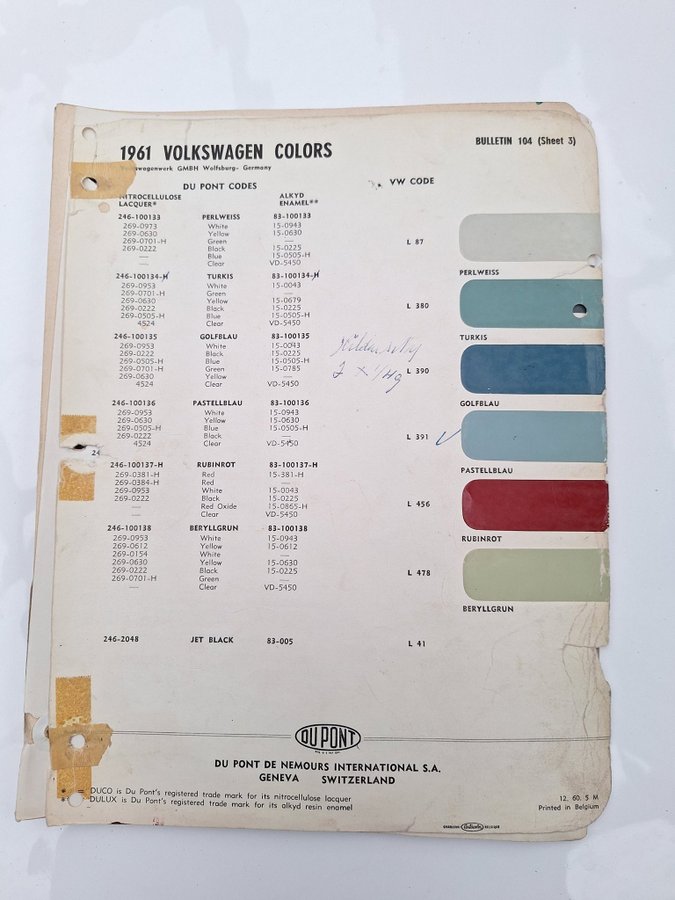 1961 VOLKSWAGEN COLORS
BULLETIN 104 (Sheet 3)
Volkswagenwerk GMBH Wolfsburg- Germany
DU PONT CODES
VW CODE
NITROCELLULOSE LACQUER*
ALKYD ENAMEL**
246-100133 PERLWEISS 83-100133
269-0973 White 15-0943
269-0630 Yellow 15-0630
269-0701-H Green —
269-0222 Black 15-0225
— Blue 15-0505-H
— Clear VD-5450
L 87
PERLWEISS
246-100134-H TURKIS 83-100134-H
269-0953 White 15-0043
269-0701-H Green —
269-0630 Yellow 15-0679
269-0222 Black 15-0225
269-0505-H Blue 15-0505-H
4524 Clear VD-5450
L 380
TURKIS
246-100135 GOLFBLAU 83-100135
269-0953 White 15-0043
269-0222 Black 15-0225
269-0505-H Blue 15-0505-H
269-0701-H Green 15-0785
269-0630 Yellow —
4524 Clear VD-5450
L 390
GOLFBLAU
246-100136 PASTELLBLAU 83-100136
269-0953 White 15-0943
269-0630 Yellow 15-0630
269-0505-H Blue 15-0505-H
269-0222 Black —
4524 Clear VD-5450
L 391
24
PASTELLBLAU
246-100137-H RUBINROT 83-100137-H
269-0381-H Red 15-381-H
269-0384-H Red —
269-0953 White 15-0043
269-0222 Black 15-0225
— Red Oxide 15-0865-H
— Clear VD-5450
L 456
RUBINROT
246-100138 BERYLLGRUN 83-100138
269-0953 White 15-0943
269-0612 Yellow 15-0612
269-0154 White —
269-0630 Yellow 15-0630
269-0222 Black 15-0225
269-0701-H Green —
— Clear VD-5450
L 478
BERYLLGRUN
246-2048 JET BLACK 83-005
L 41
DU PONT
DU PONT DE NEMOURS INTERNATIONAL S.A.
GENEVA SWITZERLAND
* DUCO is Du Pont's registered trade mark for its nitrocellulose lacquer
** DULUX is Du Pont's registered trade mark for its alkyd resin enamel
12. 60. 5 M
Printed in Belgium